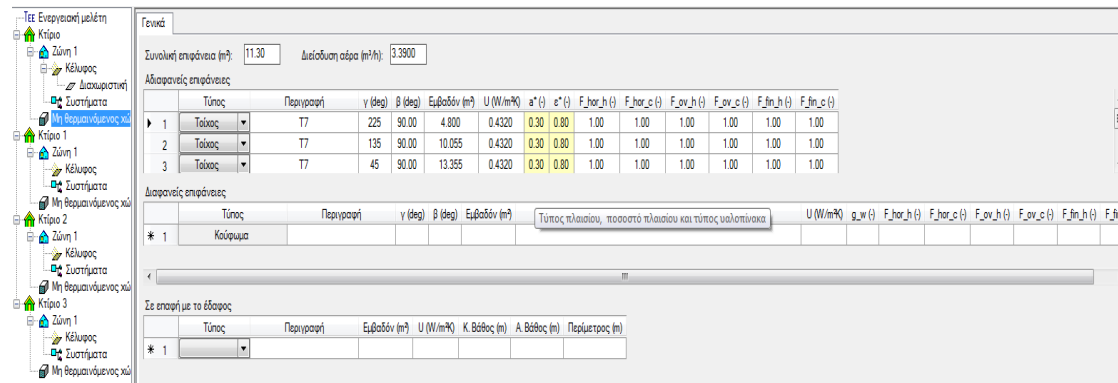 ΤΕΕ Ενεργειακή μελέτη
Κτίριο
Ζώνη 1
Κέλυφος
Διαχωριστική
Συστήματα
Μη θερμαινόμενος χώ
Κτίριο 1
Ζώνη 1
Κέλυφος
Συστήματα
Μη θερμαινόμενος χώ
Κτίριο 2
Ζώνη 1
Κέλυφος
Συστήματα
Μη θερμαινόμενος χώ
Κτίριο 3
Ζώνη 1
Κέλυφος
Συστήματα
Μη θερμαινόμενος χώ
Γενικά
Συνολική επιφάνεια (m²): 11.30 Διείσδυση αέρα (m³/h): 3.3900
Αδιαφανείς επιφάνειες
Τύπος Περιγραφή γ (deg) β (deg) Εμβαδόν (m²) U (W/m²K) a* (-) ε* (-) F_hor_h (-) F_hor_c (-) F_ov_h (-) F_ov_c (-) F_fin_h (-) F_fin_c (-)
1 Τοίχος T7 225 90.00 4.800 0.4320 0.30 0.80 1.00 1.00 1.00 1.00 1.00 1.00
2 Τοίχος T7 135 90.00 10.055 0.4320 0.30 0.80 1.00 1.00 1.00 1.00 1.00 1.00
3 Τοίχος T7 45 90.00 13.355 0.4320 0.30 0.80 1.00 1.00 1.00 1.00 1.00 1.00
Διαφανείς επιφάνειες
Τύπος Περιγραφή γ (deg) β (deg) Εμβαδόν (m²) U (W/m²K) g_w (-) F_hor_h (-) F_hor_c (-) F_ov_h (-) F_ov_c (-) F_fin_h (-)
Τύπος πλαισίου, ποσοστό πλαισίου και τύπος υαλοπίνακα
* 1 Κούφωμα
Σε επαφή με το έδαφος
Τύπος Περιγραφή Εμβαδόν (m²) U (W/m²K) Κ. Βάθος (m) Α. Βάθος (m) Περίμετρος (m)
* 1